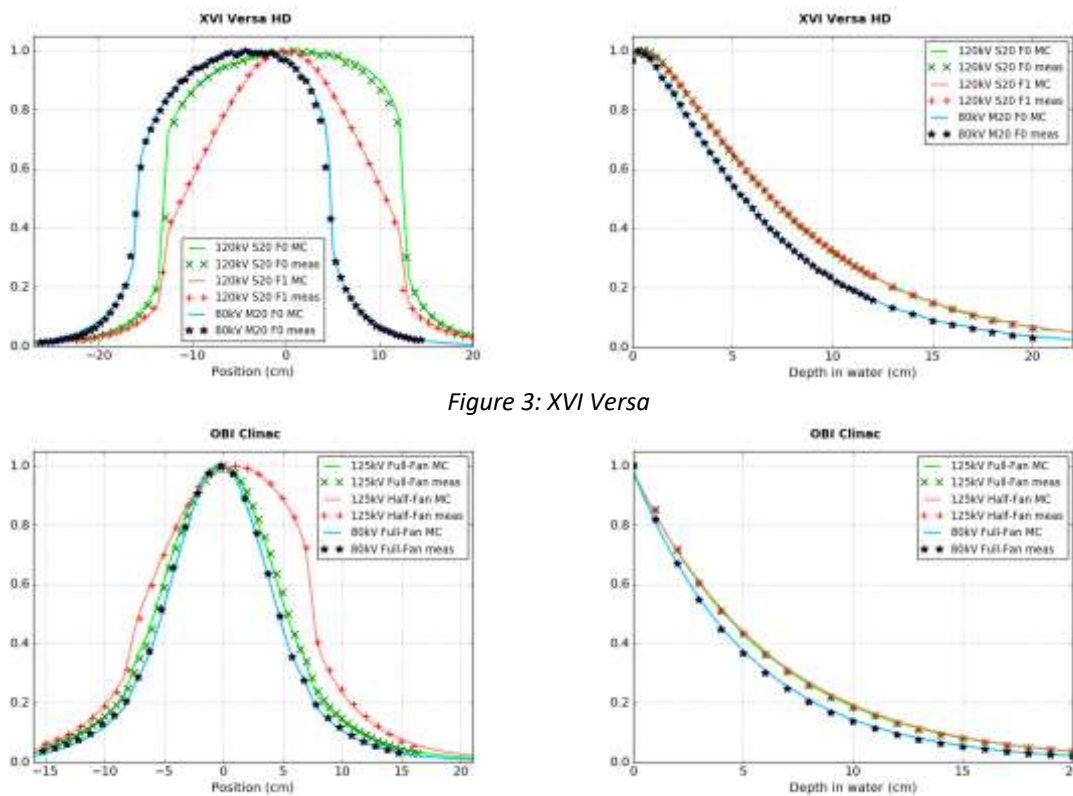 XVI Versa HD
1.0
0.8
0.6
0.4
0.2
0.0
120kV S20 F0 MC
120kV S20 F0 meas
120kV S20 F1 MC
120kV S20 F1 meas
80kV M20 F0 MC
80kV M20 F0 meas
−20
−10
0
10
20
Position (cm)
XVI Versa HD
1.0
0.8
0.6
0.4
0.2
0.0
120kV S20 F0 MC
120kV S20 F0 meas
120kV S20 F1 MC
120kV S20 F1 meas
80kV M20 F0 MC
80kV M20 F0 meas
0
5
10
15
20
Depth in water (cm)
Figure 3: XVI Versa
OBI Clinac
1.0
0.8
0.6
0.4
0.2
0.0
125kV Full-Fan MC
125kV Full-Fan meas
125kV Half-Fan MC
125kV Half-Fan meas
80kV Full-Fan MC
80kV Full-Fan meas
−15
−10
−5
0
5
10
15
20
Position (cm)
OBI Clinac
1.0
0.8
0.6
0.4
0.2
0.0
125kV Full-Fan MC
125kV Full-Fan meas
125kV Half-Fan MC
125kV Half-Fan meas
80kV Full-Fan MC
80kV Full-Fan meas
0
5
10
15
20
Depth in water (cm)